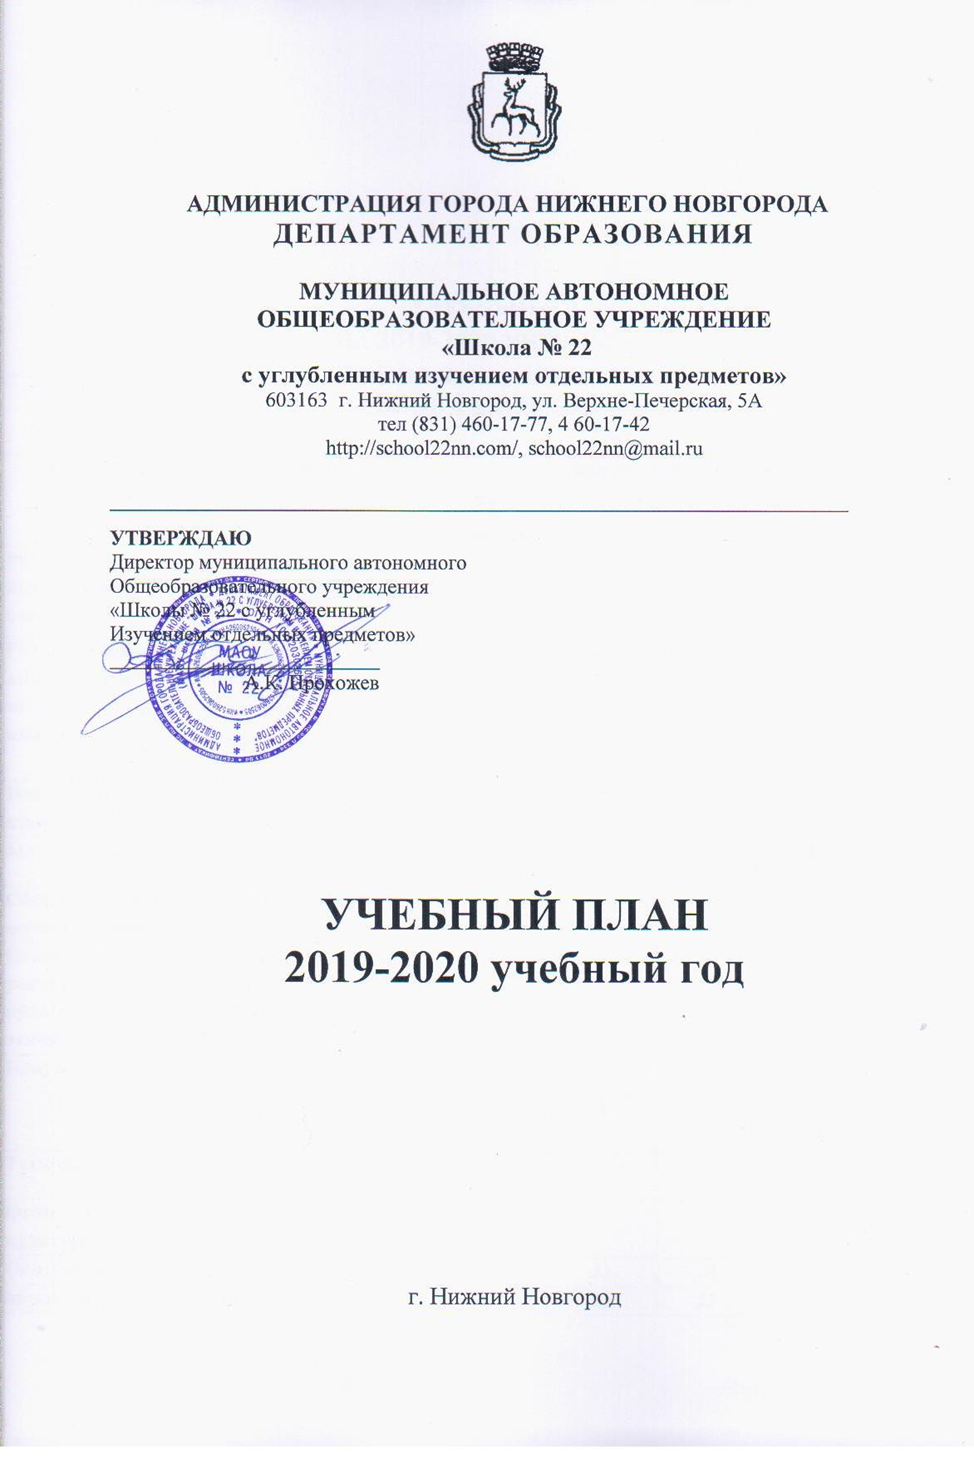 АДМИНИСТРАЦИЯ ГОРОДА НИЖНЕГО НОВГОРОДА
ДЕПАРТАМЕНТ ОБРАЗОВАНИЯ
МУНИЦИПАЛЬНОЕ АВТОНОМНОЕ
ОБЩЕОБРАЗОВАТЕЛЬНОЕ УЧРЕЖДЕНИЕ
«Школа № 22
с углубленным изучением отдельных предметов»
603163 г. Нижний Новгород, ул. Верхне-Печерская, 5А
тел (831) 460-17-77, 4 60-17-42
http://school22nn.com/, school22nn@mail.ru
УТВЕРЖДАЮ
Директор муниципального автономного
Общеобразовательного учреждения
«Школы № 22 с углубленным
Изучением отдельных предметов»
А.К. Прохожев
МАОУ
ШКОЛА
№ 22
УЧЕБНЫЙ ПЛАН
2019-2020 учебный год
г. Нижний Новгород